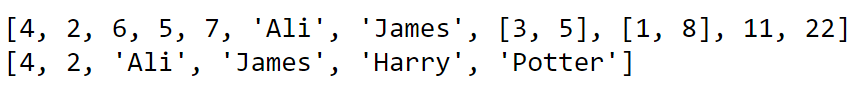 [4, 2, 6, 5, 7, 'Ali', 'James', [3, 5], [1, 8], 11, 22]
[4, 2, 'Ali', 'James', 'Harry', 'Potter']